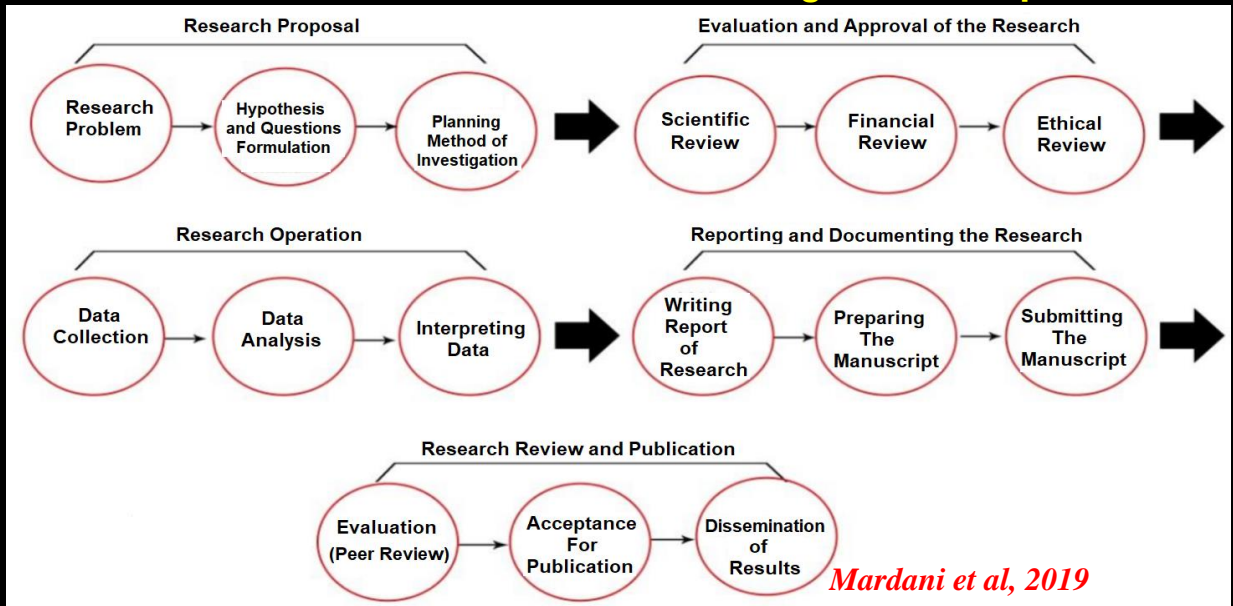 Research Proposal
Evaluation and Approval of the Research
Research
Problem
Hypothesis
and Questions
Formulation
Planning
Method of
Investigation
Scientific
Review
Financial
Review
Ethical
Review
Research Operation
Reporting and Documenting the Research
Data
Collection
Data
Analysis
Interpreting
Data
Writing
Report
of
Research
Preparing
The
Manuscript
Submitting
The
Manuscript
Research Review and Publication
Evaluation
(Peer Review)
Acceptance
For
Publication
Dissemination
of
Results
Mardani et al, 2019